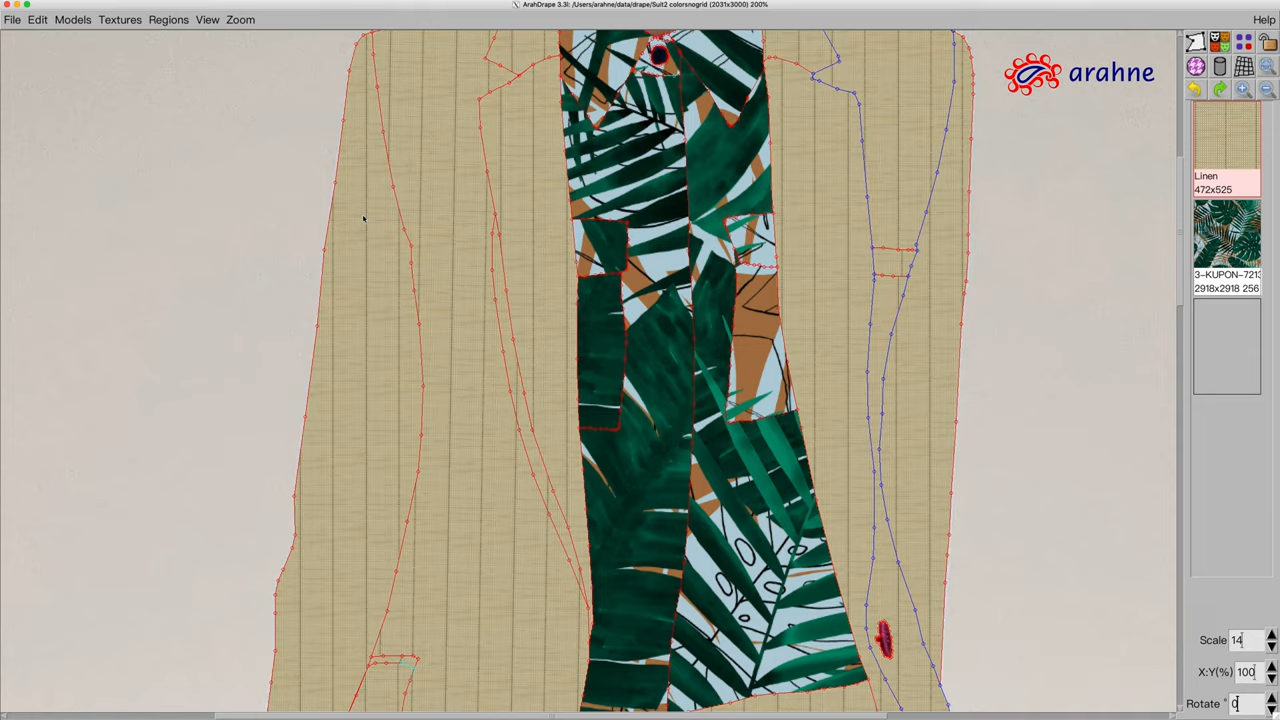 ArahDrape 3.3l: /Users/arahne/data/drape/Suit2 colorsnogrid (2031x3000) 200%
File Edit Models Textures Regions View Zoom Help
arahne
Linen
472x525
3-KUPON-7213
2918x2918 256
Scale 14
X:Y(%) 100
Rotate ° 0